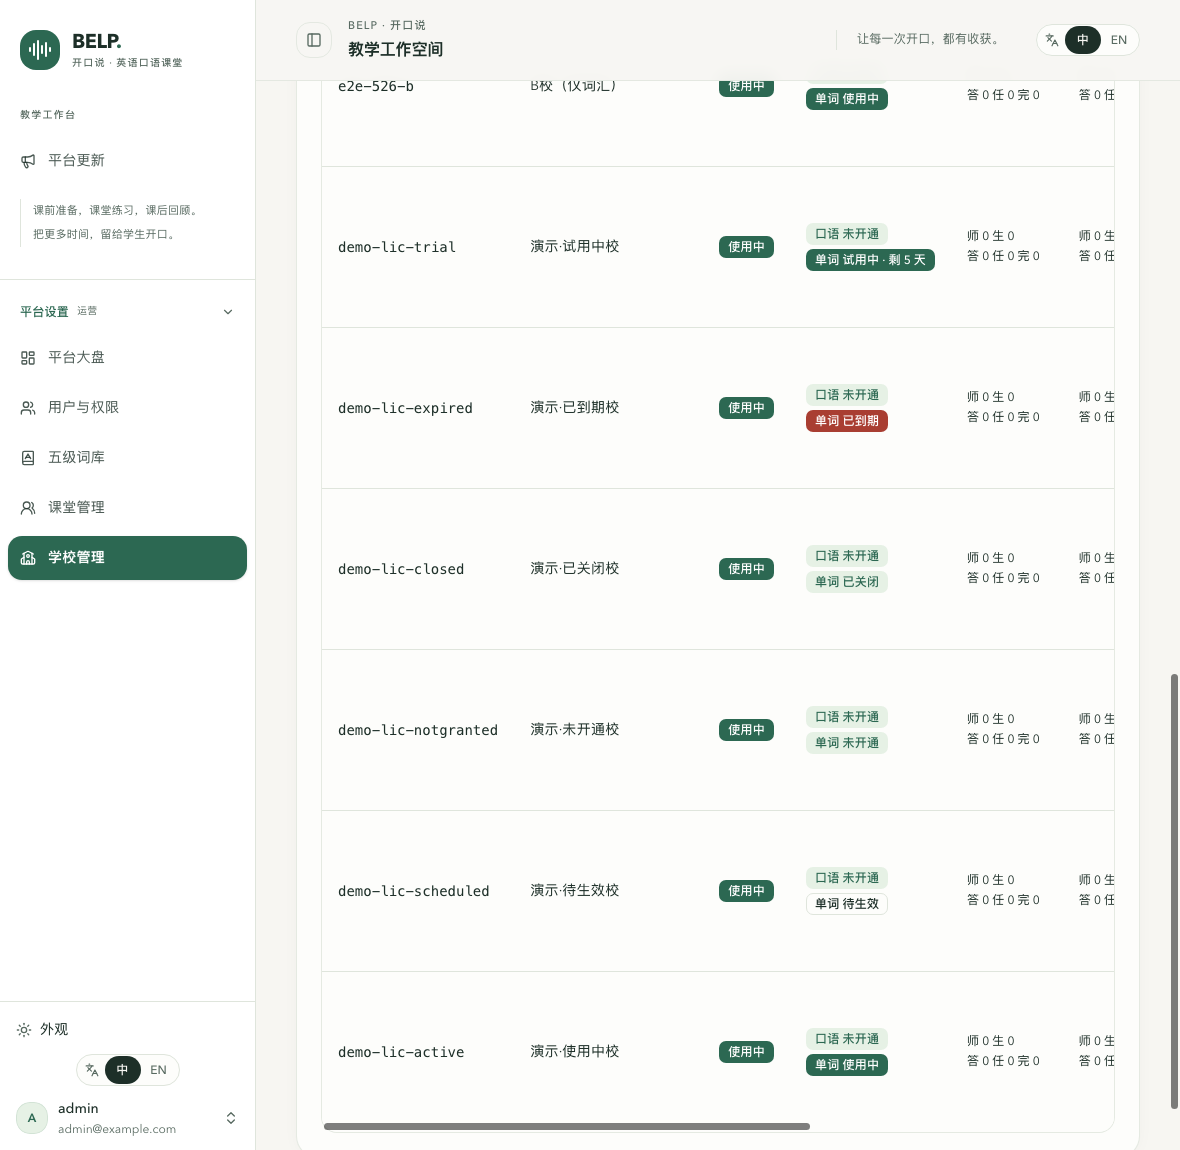 BELP.
开口说 · 英语口语课堂
教学工作台
平台更新
课前准备，课堂练习，课后回顾。
把更多时间，留给学生开口。
平台设置 运营
平台大盘
用户与权限
五级词库
课堂管理
学校管理
外观
中 EN
A
admin
admin@example.com
BELP · 开口说
教学工作空间
让每一次开口，都有收获。
中 EN
e2e-526-b B校（仅词汇） 使用中
单词 使用中
答 0 任 0 完 0 答 0 任
demo-lic-trial 演示·试用中校 使用中
口语 未开通
单词 试用中 · 剩 5 天
师 0 生 0 师 0 生
答 0 任 0 完 0 答 0 任
demo-lic-expired 演示·已到期校 使用中
口语 未开通
单词 已到期
师 0 生 0 师 0 生
答 0 任 0 完 0 答 0 任
demo-lic-closed 演示·已关闭校 使用中
口语 未开通
单词 已关闭
师 0 生 0 师 0 生
答 0 任 0 完 0 答 0 任
demo-lic-notgranted 演示·未开通校 使用中
口语 未开通
单词 未开通
师 0 生 0 师 0 生
答 0 任 0 完 0 答 0 任
demo-lic-scheduled 演示·待生效校 使用中
口语 未开通
单词 待生效
师 0 生 0 师 0 生
答 0 任 0 完 0 答 0 任
demo-lic-active 演示·使用中校 使用中
口语 未开通
单词 使用中
师 0 生 0 师 0 生
答 0 任 0 完 0 答 0 任